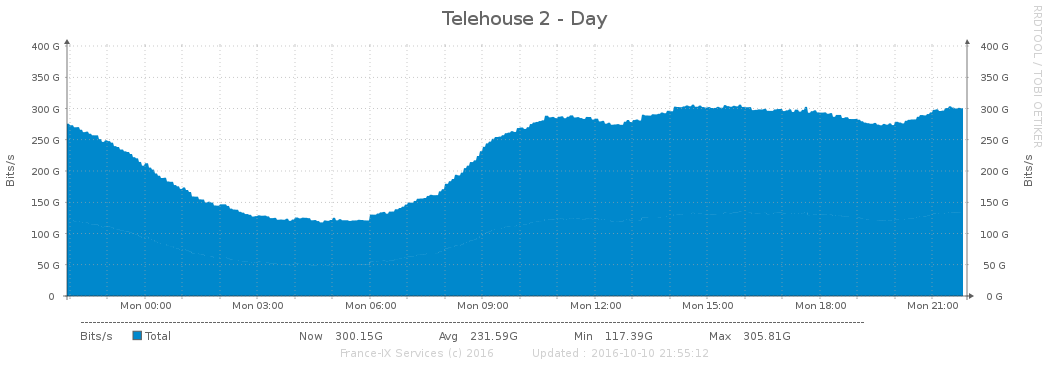 Telehouse 2 - Day
RRDTOOL / TOBI OETIKER
Bits/s
400 G
350 G
300 G
250 G
200 G
150 G
100 G
50 G
0
400 G
350 G
300 G
250 G
200 G
150 G
100 G
50 G
0 G
Bits/s
Mon 00:00 Mon 03:00 Mon 06:00 Mon 09:00 Mon 12:00 Mon 15:00 Mon 18:00 Mon 21:00
Bits/s Total Now 300.15G Avg 231.59G Min 117.39G Max 305.81G
France-IX Services (c) 2016 Updated : 2016-10-10 21:55:12